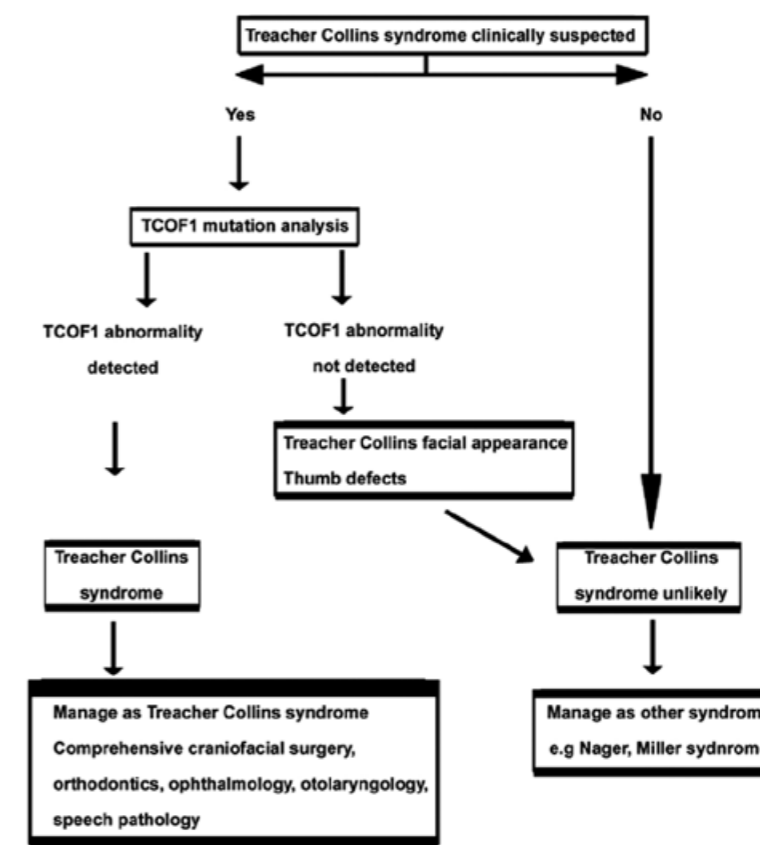 Treacher Collins syndrome clinically suspected
Yes
No
TCOF1 mutation analysis
TCOF1 abnormality
detected
TCOF1 abnormality
not detected
Treacher Collins facial appearance
Thumb defects
Treacher Collins
syndrome
Treacher Collins
syndrome unlikely
Manage as Treacher Collins syndrome
Comprehensive craniofacial surgery,
orthodontics, ophthalmology, otolaryngology,
speech pathology
Manage as other syndrom
e.g Nager, Miller sydnrom